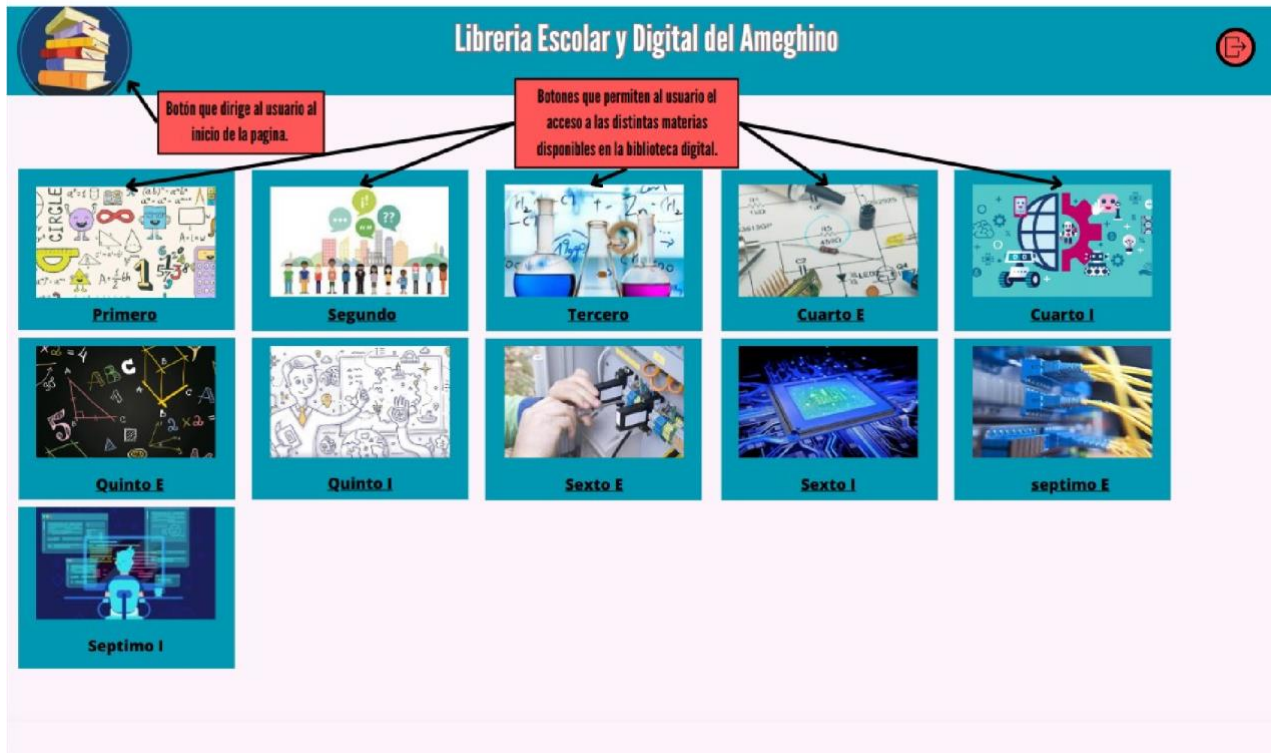 Libreria Escolar y Digital del Ameghino
Botón que dirige al usuario al
inicio de la pagina.
Botones que permiten al usuario el
acceso a las distintas materias
disponibles en la biblioteca digital.
Primero
Segundo
Tercero
Cuarto E
Cuarto I
Quinto E
Quinto I
Sexto E
Sexto I
septimo E
Septimo I